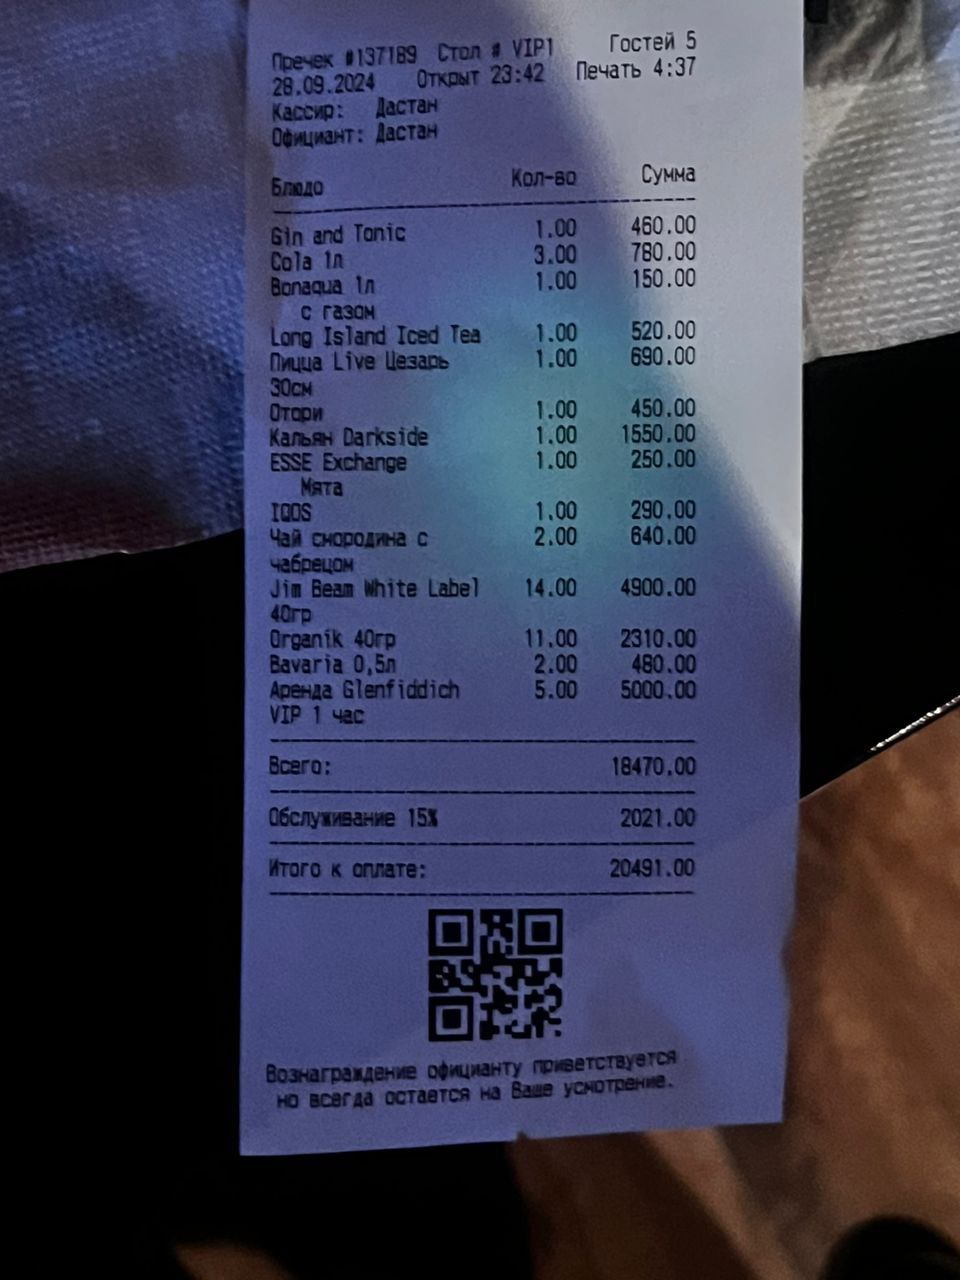 Пречек #137189 Стол # VIP1 Гостей 5
28.09.2024 Открыт 23:42 Печать 4:37
Кассир: Дастан
Официант: Дастан
Блюдо Кол-во Сумма
Gin and Tonic 1.00 460.00
Cola 1л 3.00 780.00
Bonaqua 1л 1.00 150.00
с газом
Long Island Iced Tea 1.00 520.00
Пицца Live Цезарь 1.00 690.00
30см
Отори 1.00 450.00
Кальян Darkside 1.00 1550.00
ESSE Exchange 1.00 250.00
Мята
IQOS 1.00 290.00
Чай смородина с 2.00 640.00
чабрецом
Jim Beam White Label 14.00 4900.00
40гр
Organik 40гр 11.00 2310.00
Bavaria 0,5л 2.00 480.00
Аренда Glenfiddich 5.00 5000.00
VIP 1 час
Всего: 18470.00
Обслуживание 15% 2021.00
Итого к оплате: 20491.00
Вознаграждение официанту приветствуется
но всегда остается на Ваше усмотрение.